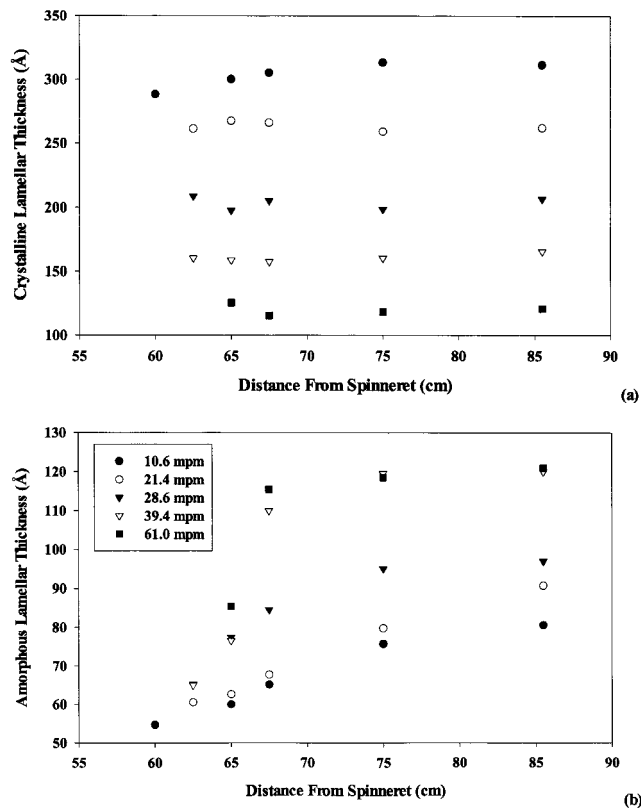 350
300
250
200
150
100
Crystalline Lamellar Thickness (Å)
55 60 65 70 75 80 85 90
Distance From Spinneret (cm)
(a)
130
120
110
100
90
80
70
60
50
Amorphous Lamellar Thickness (Å)
10.6 mpm
21.4 mpm
28.6 mpm
39.4 mpm
61.0 mpm
55 60 65 70 75 80 85 90
Distance From Spinneret (cm)
(b)